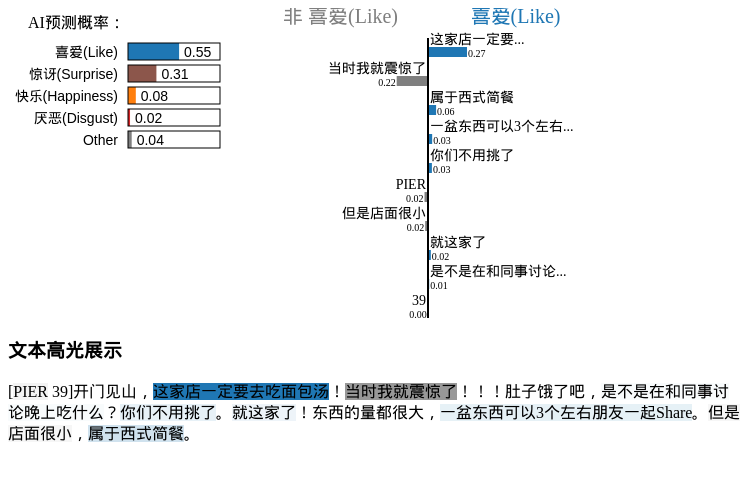 AI预测概率：
喜爱(Like) 0.55
惊讶(Surprise) 0.31
快乐(Happiness) 0.08
厌恶(Disgust) 0.02
Other 0.04
非 喜爱(Like) 喜爱(Like)
这家店一定要...
0.27
当时我就震惊了
0.22
属于西式简餐
0.06
一盆东西可以3个左右...
0.03
你们不用挑了
0.03
PIER
0.02
但是店面很小
0.02
就这家了
0.02
是不是在和同事讨论...
0.01
39
0.00
文本高光展示
[PIER 39]开门见山，这家店一定要去吃面包汤！当时我就震惊了！！！肚子饿了吧，是不是在和同事讨
论晚上吃什么？你们不用挑了。就这家了！东西的量都很大，一盆东西可以3个左右朋友一起Share。但是
店面很小，属于西式简餐。